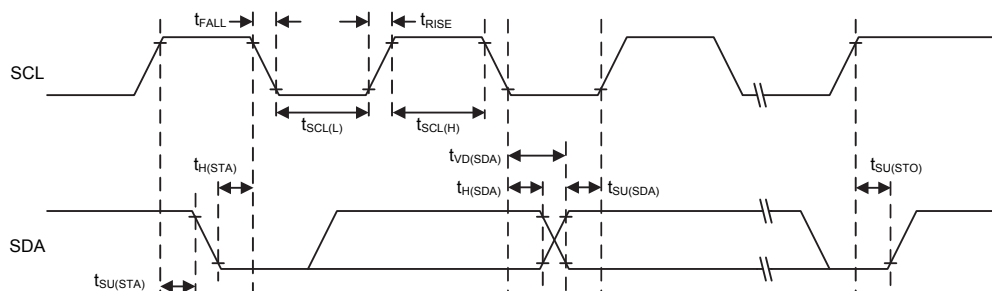 tFALL
tRISE
SCL
tSCL(L)
tSCL(H)
tVD(SDA)
tH(STA)
tH(SDA)
tSU(SDA)
tSU(STO)
SDA
tSU(STA)